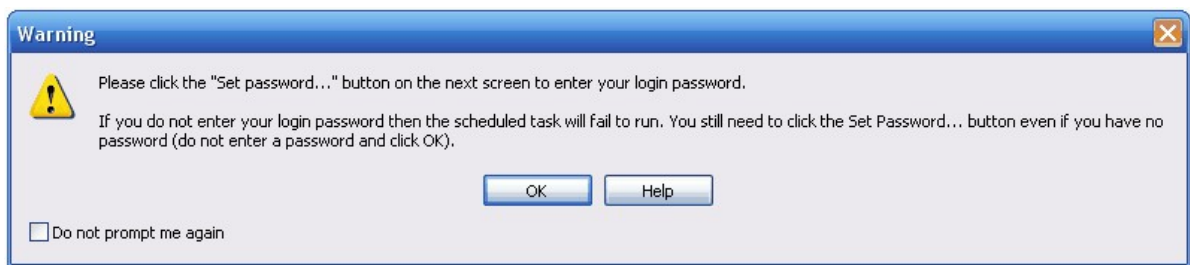 Warning
Please click the "Set password..." button on the next screen to enter your login password.
If you do not enter your login password then the scheduled task will fail to run. You still need to click the Set Password... button even if you have no
password (do not enter a password and click OK).
OK Help
Do not prompt me again